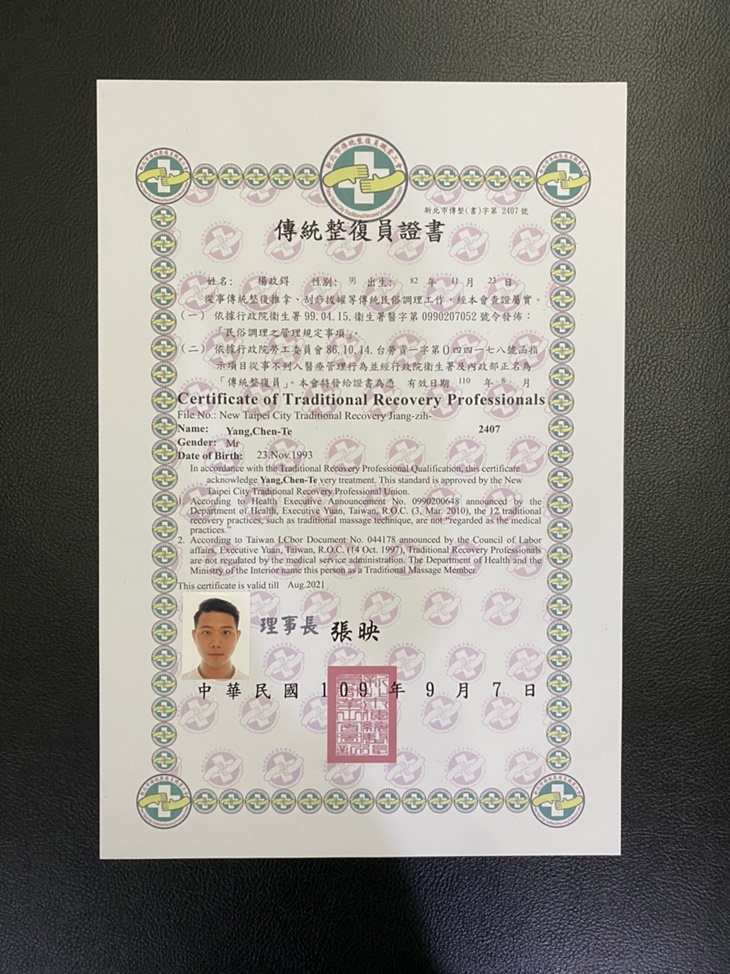 新北市傳統整復員職業工會
新北市傳整(書)字第 2407 號
傳統整復員證書
姓名: 楊政鍀 性別: 男 出生: 82 年 11 月 23 日
從事傳統整復推拿、刮痧拔罐等傳統民俗調理工作,經本會查證屬實。
(一) 依據行政院衛生署 99.04.15.衛生署醫字第 0990207052 號令發佈:
「民俗調理之管理規定事項」。
(二) 依據行政院勞工委員會 86.10.14.台勞資一字第 0 四四一七八號函指
示項目從事不列入醫療管理行為並經行政院衛生署及內政部正名為
「傳統整復員」。本會特發給證書為憑 有效日期 110 年 8 月
Certificate of Traditional Recovery Professionals
File No.: New Taipei City Traditional Recovery Jiang-zih-
Name: Yang,Chen-Te 2407
Gender: Mr
Date of Birth: 23.Nov.1993
In accordance with the Traditional Recovery Professional Qualification, this certificate
acknowledge Yang,Chen-Te very treatment. This standard is approved by the New
Taipei City Traditional Recovery Professional Union.
1. According to Health Executive Announcement No. 0990200648 announced by the
Department of Health, Executive Yuan, Taiwan, R.O.C. (3, Mar. 2010), the 12 traditional
recovery practices, such as traditional massage technique, are not "regarded as the medical
practices."
2. According to Taiwan LChor Document No. 044178 announced by the Council of Labor
affairs, Executive Yuan, Taiwan, R.O.C. (14 Oct. 1997), Traditional Recovery Professionals
are not regulated by the medical service administration. The Department of Health and the
Ministry of the Interior name this person as a Traditional Massage Member.
This certificate is valid till Aug.2021
理事長 張映
中華民國 109 年 9 月 7 日